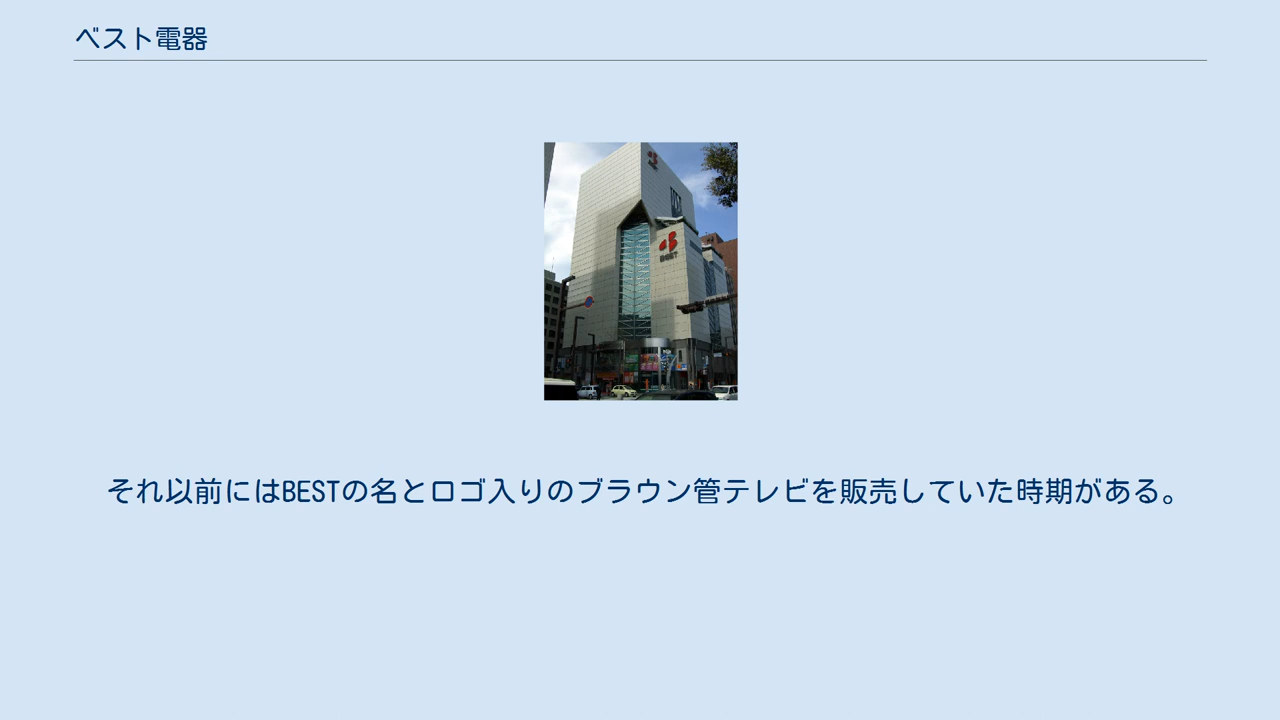 ベスト電器
BEST
それ以前にはBESTの名とロゴ入りのブラウン管テレビを販売していた時期がある。